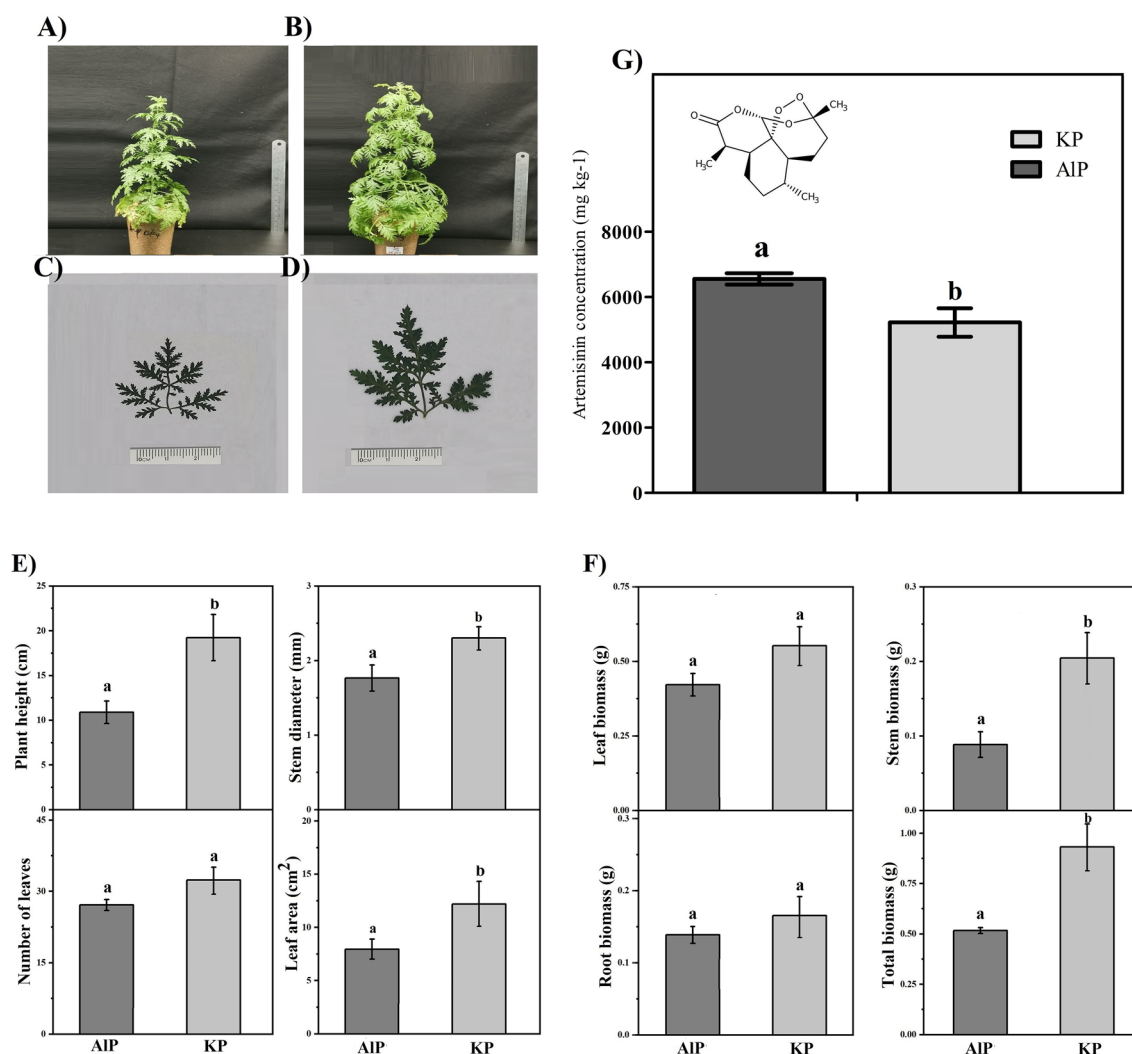 A)
B)
C)
D)
G)
O
O
O
O
O
CH3
H3C
CH3
KP
AlP
Artemisinin concentration (mg kg-1)
8000
6000
4000
2000
0
a
b
E)
Plant height (cm)
25
20
15
10
5
0
a
b
Stem diameter (mm)
3
2
1
0
a
b
Number of leaves
45
30
15
0
a
a
AlP
KP
Leaf area (cm2)
20
15
10
5
0
a
b
AlP
KP
F)
Leaf biomass (g)
0.75
0.50
0.25
0.00
a
a
Stem biomass (g)
0.3
0.2
0.1
0.0
a
b
Root biomass (g)
0.3
0.2
0.1
0.0
a
a
AlP
KP
Total biomass (g)
1.00
0.75
0.50
0.25
0.00
a
b
AlP
KP